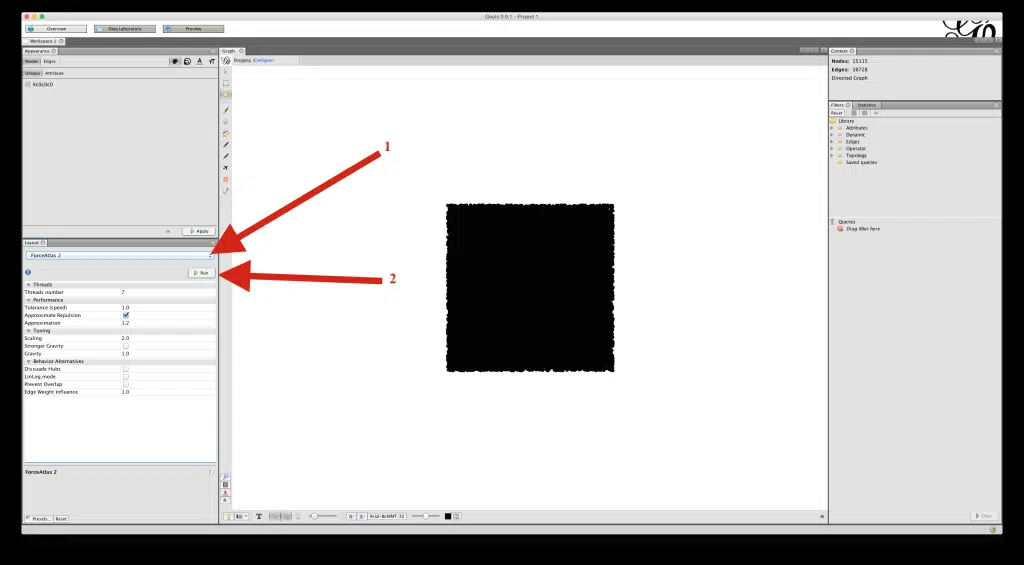 Gephi 0.9.1 - Project 1
Overview
Data Laboratory
Preview
Workspace 1
Appearance
Nodes Edges
Unique Attribute
#c0c0c0
Apply
Layout
ForceAtlas 2
Run
Threads
Threads number 7
Performance
Tolerance (speed) 1.0
Approximate Repulsion
Approximation 1.2
Tuning
Scaling 2.0
Stronger Gravity
Gravity 1.0
Behavior Alternatives
Dissuade Hubs
LinLog mode
Prevent Overlap
Edge Weight Influence 1.0
ForceAtlas 2
Presets... Reset
Graph
Dragging (Configure)
1
2
Arial-BoldMT, 32
Context
Nodes: 15135
Edges: 38728
Directed Graph
Filters Statistics
Reset
Library
Attributes
Dynamic
Edges
Operator
Topology
Saved queries
Queries
Drag filter here
Filter